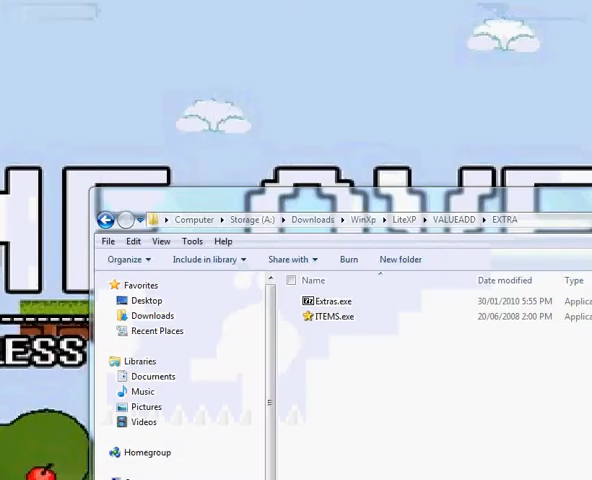 HE OVE
Computer ▸ Storage (A:) ▸ Downloads ▸ WinXp ▸ LiteXP ▸ VALUEADD ▸ EXTRA
File Edit View Tools Help
Organize Include in library Share with Burn New folder
Favorites
Desktop
Downloads
Recent Places
Libraries
Documents
Music
Pictures
Videos
Homegroup
Name Date modified Type
Extras.exe 30/01/2010 5:55 PM Applica
ITEMS.exe 20/06/2008 2:00 PM Applica
LESS